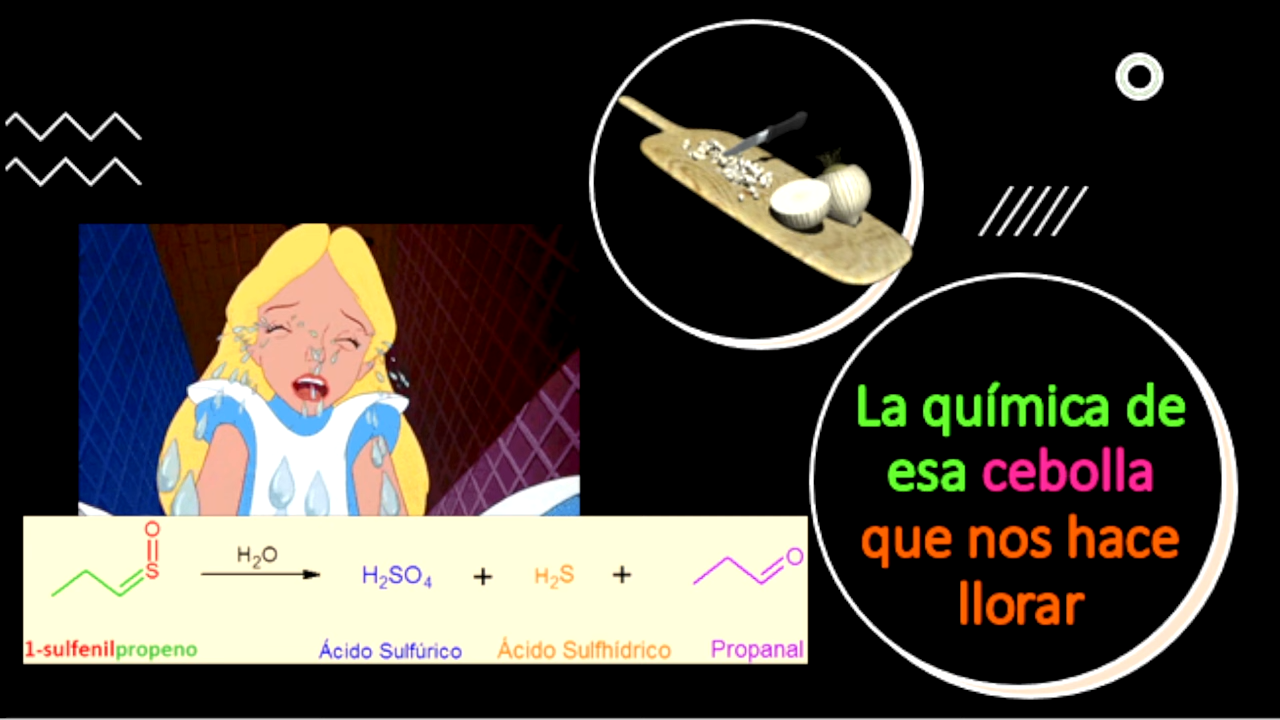 La química de
esa cebolla
que nos hace
llorar
O
S
H₂O
H₂SO₄ + H₂S + O
1-sulfenilpropeno Ácido Sulfúrico Ácido Sulfhídrico Propanal